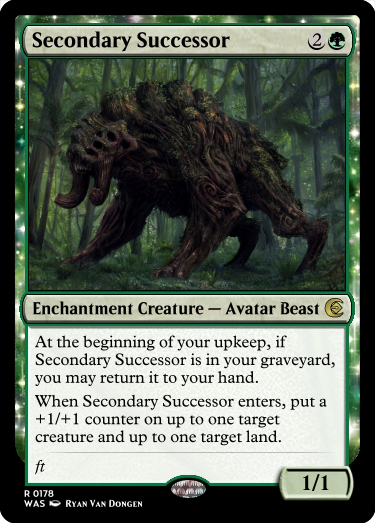 Secondary Successor 2
Enchantment Creature — Avatar Beast
At the beginning of your upkeep, if
Secondary Successor is in your graveyard,
you may return it to your hand.
When Secondary Successor enters, put a
+1/+1 counter on up to one target
creature and up to one target land.
ft
1/1
R 0178
WAS Ryan Van Dongen